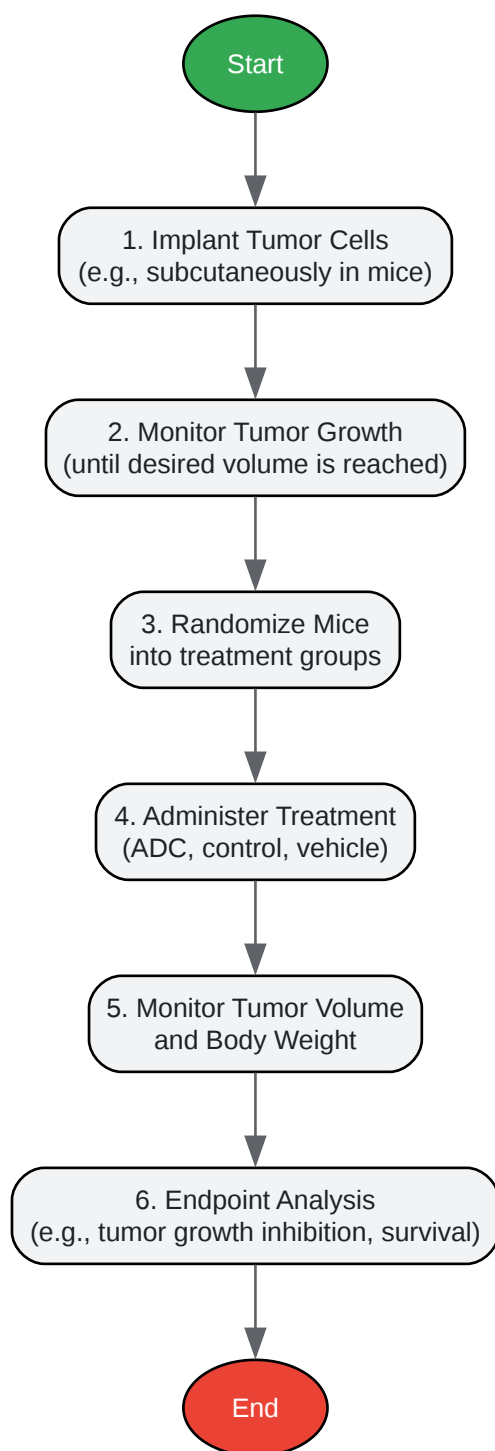 Start
1. Implant Tumor Cells
(e.g., subcutaneously in mice)
2. Monitor Tumor Growth
(until desired volume is reached)
3. Randomize Mice
into treatment groups
4. Administer Treatment
(ADC, control, vehicle)
5. Monitor Tumor Volume
and Body Weight
6. Endpoint Analysis
(e.g., tumor growth inhibition, survival)
End